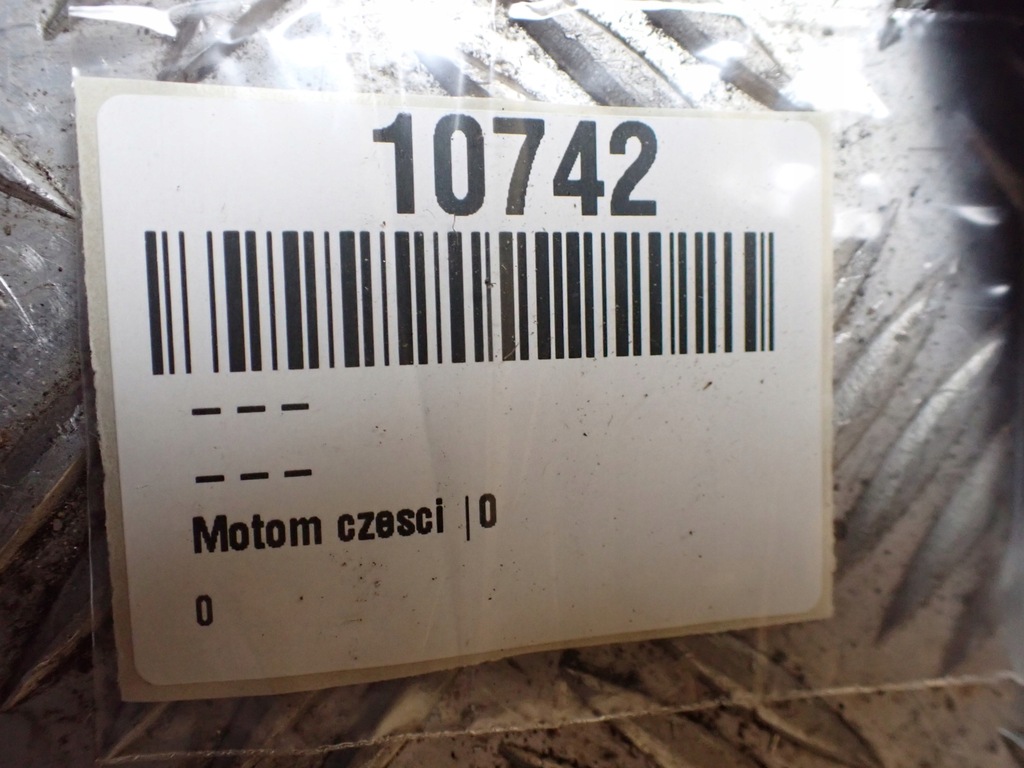 10742
---
---
Motom czesci |0
0